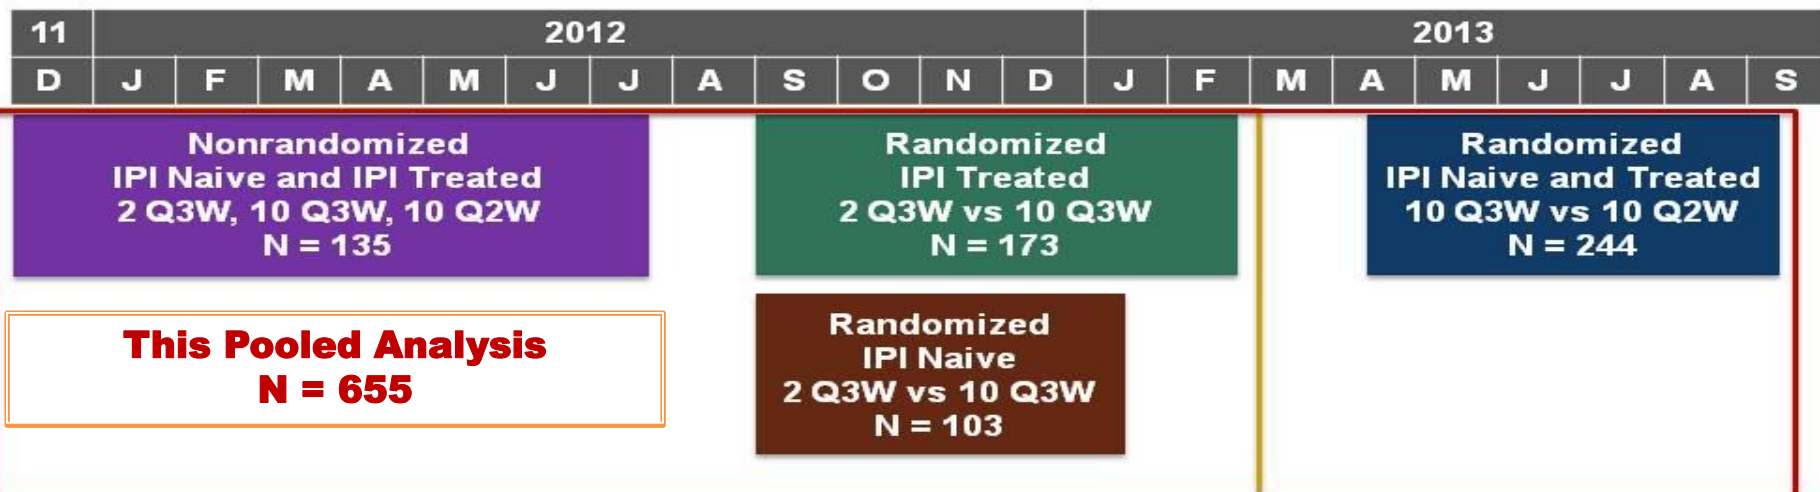 11 2012 2013
D J F M A M J J A S O N D J F M A M J J A S
Nonrandomized
IPI Naive and IPI Treated
2 Q3W, 10 Q3W, 10 Q2W
N = 135
Randomized
IPI Treated
2 Q3W vs 10 Q3W
N = 173
Randomized
IPI Naive and Treated
10 Q3W vs 10 Q2W
N = 244
This Pooled Analysis
N = 655
Randomized
IPI Naive
2 Q3W vs 10 Q3W
N = 103